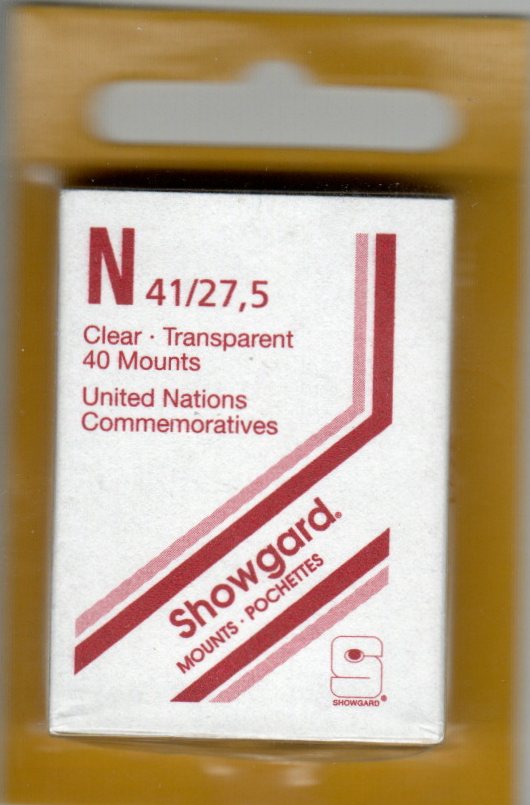 N 41/27,5
Clear · Transparent
40 Mounts
United Nations
Commemoratives
Showgard®
MOUNTS · POCHETTES
SHOWGARD®